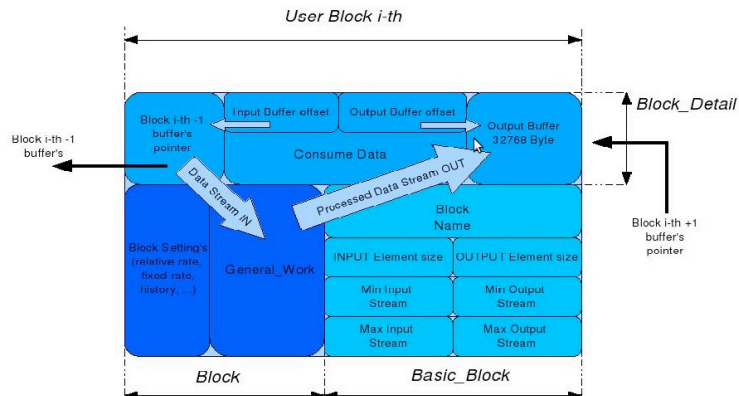 User Block i-th
Block_Detail
Block i-th -1
buffer's
pointer
Input Buffer offset
Output Buffer offset
Output Buffer
32768 Byte
Block i-th -1
buffer's
Consume Data
Data Stream IN
Processed Data Stream OUT
Block i-th +1
buffer's
pointer
Block
Name
Block Setting's
(relative rate,
fixed rato,
history, ...)
General_Work
INPUT Element size
OUTPUT Element size
Min Input
Stream
Min Output
Stream
Max Input
Stream
Max Output
Stream
Block
Basic_Block